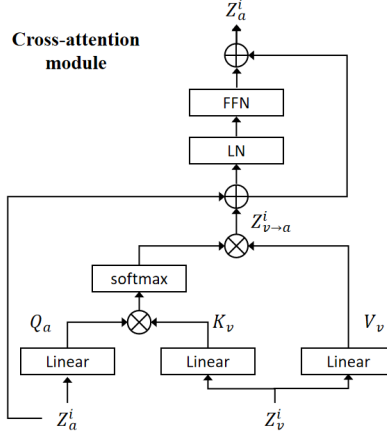 Z_a^i
Cross-attention
module
FFN
LN
Z_{v→a}^i
softmax
Q_a
K_v
V_v
Linear
Linear
Linear
Z_a^i
Z_v^i